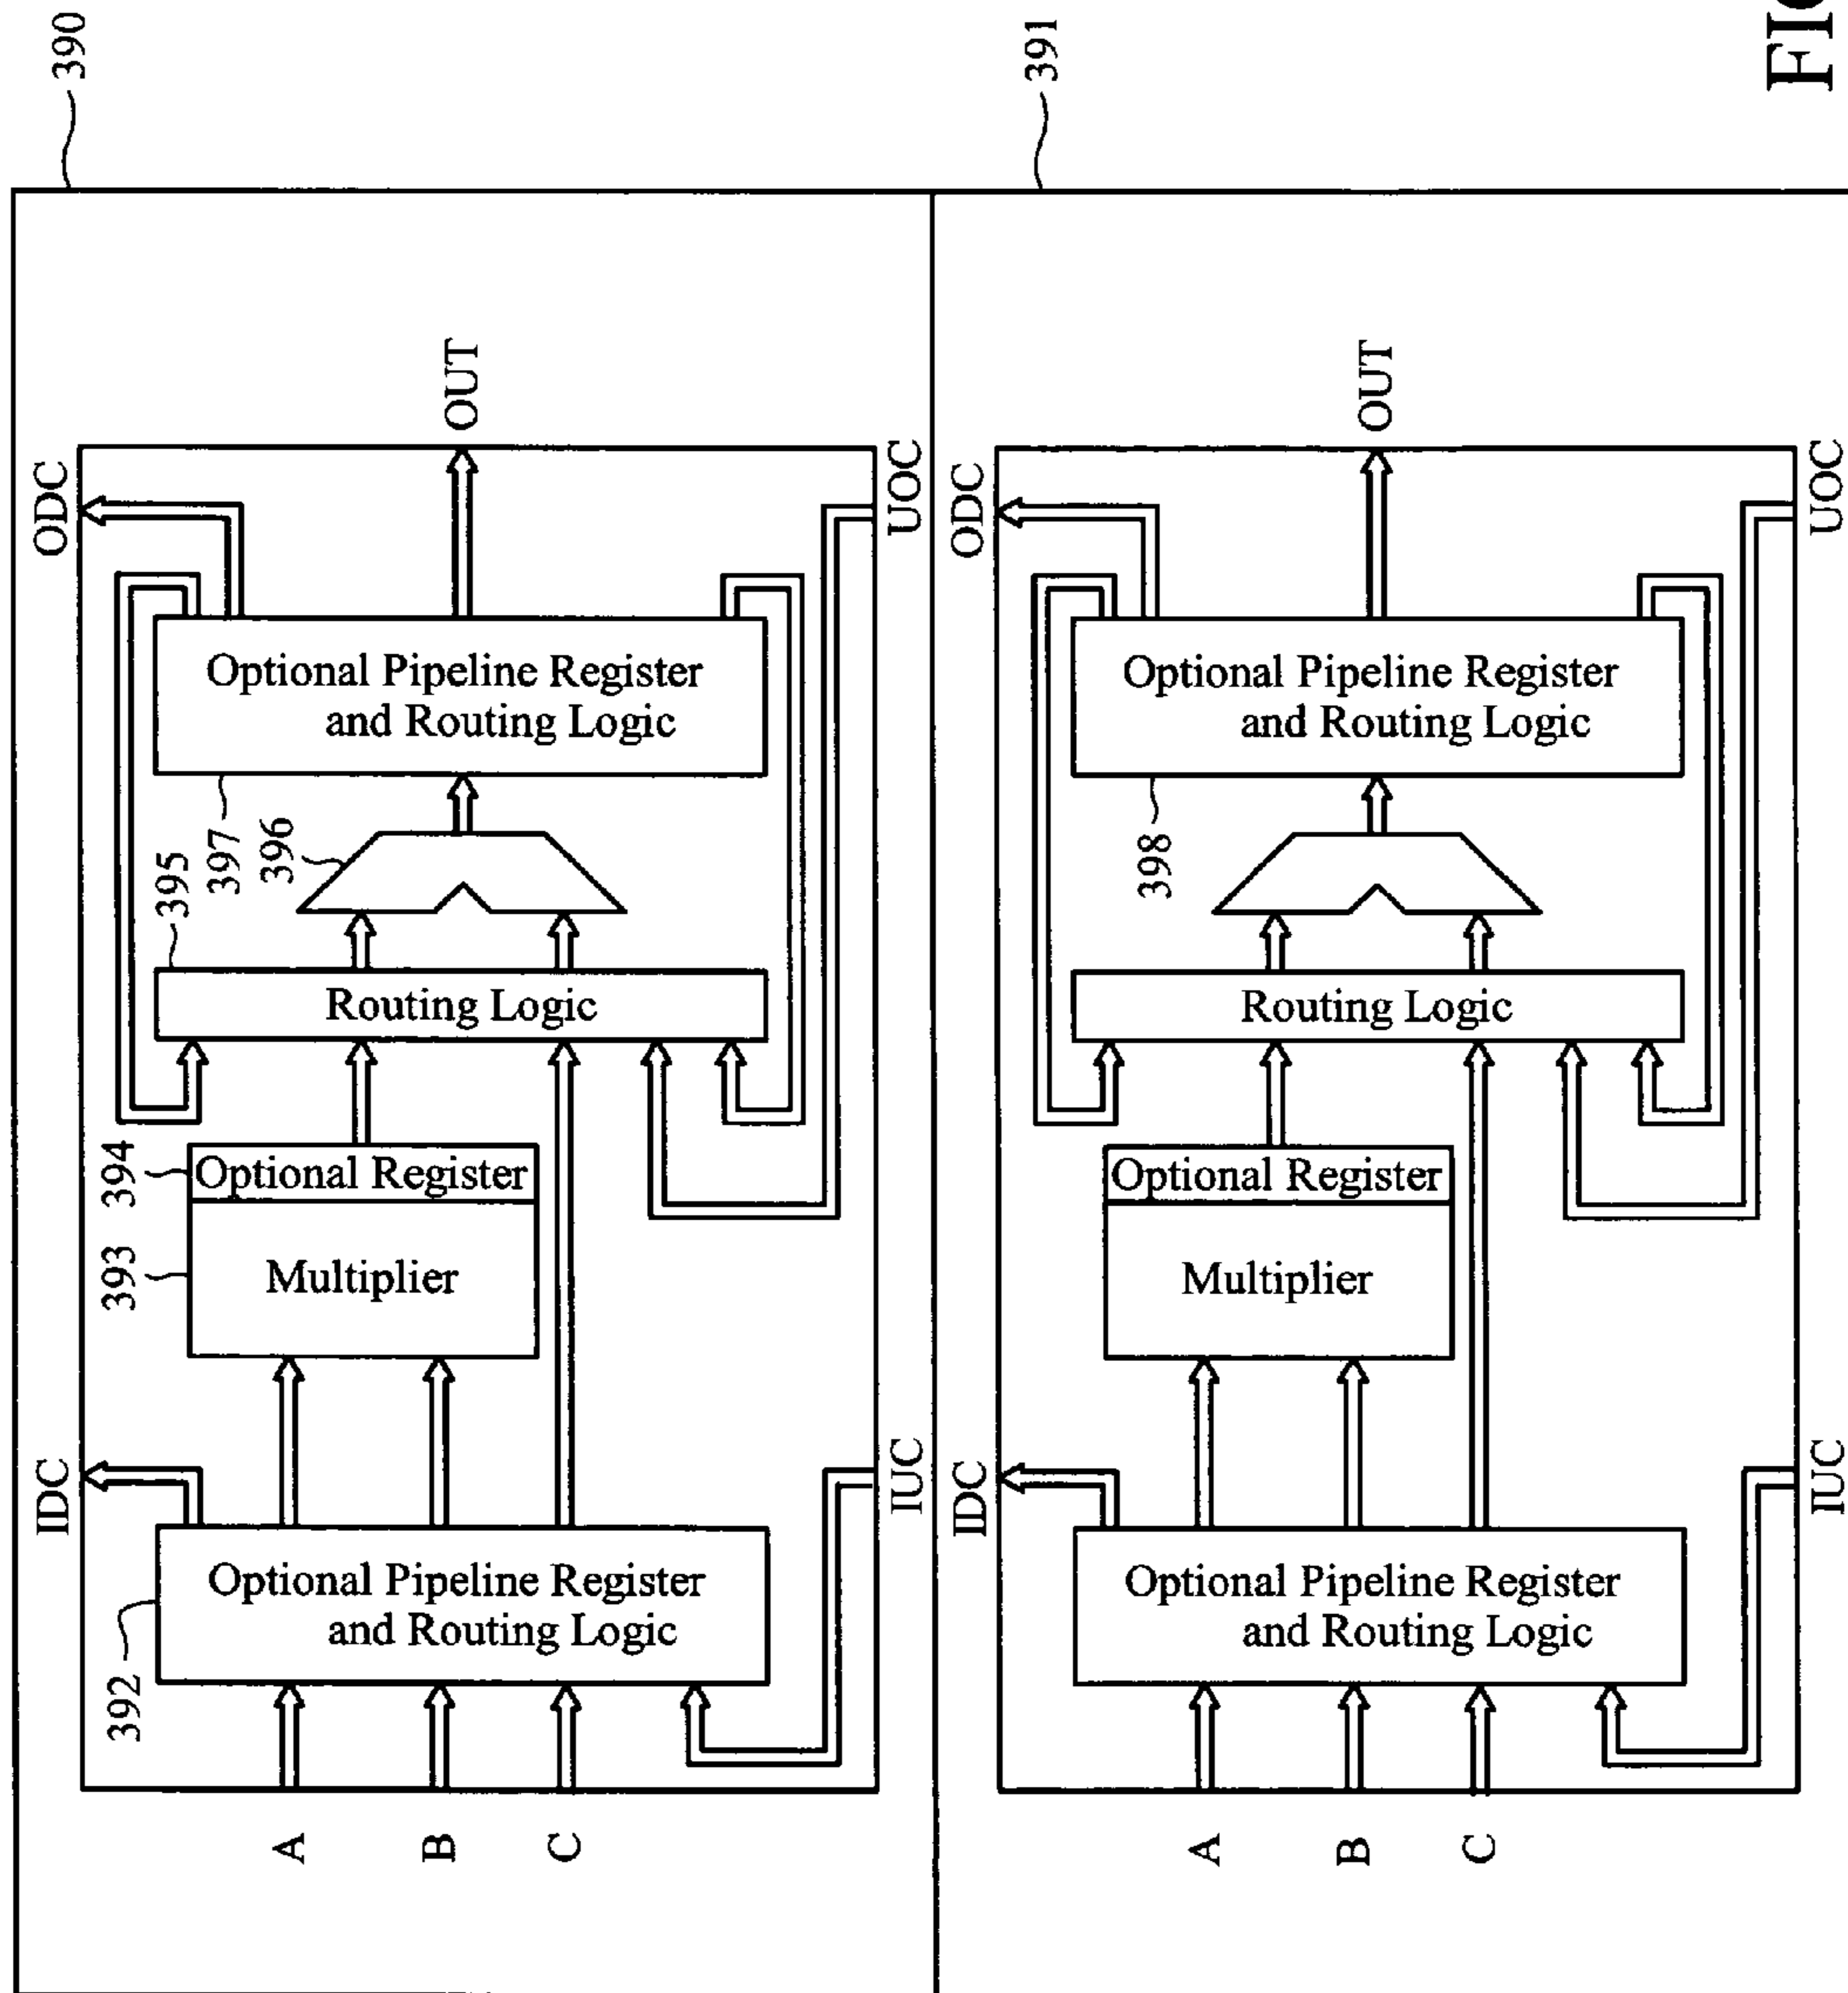 390
ODC
OUT
UOC
Optional Pipeline Register
and Routing Logic
397
396
395
Routing Logic
394
Optional Register
393
Multiplier
IDC
IUC
Optional Pipeline Register
and Routing Logic
392
A
B
C
391
ODC
OUT
UOC
Optional Pipeline Register
and Routing Logic
398
Routing Logic
Optional Register
Multiplier
IDC
IUC
Optional Pipeline Register
and Routing Logic
A
B
C